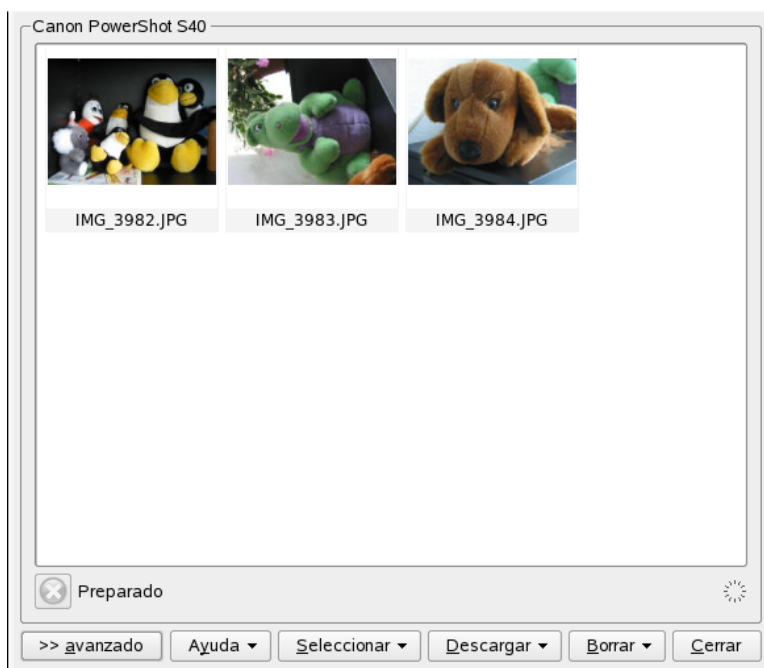 Canon PowerShot S40
IMG_3982.JPG IMG_3983.JPG IMG_3984.JPG
Preparado
>> avanzado Ayuda Seleccionar Descargar Borrar Cerrar